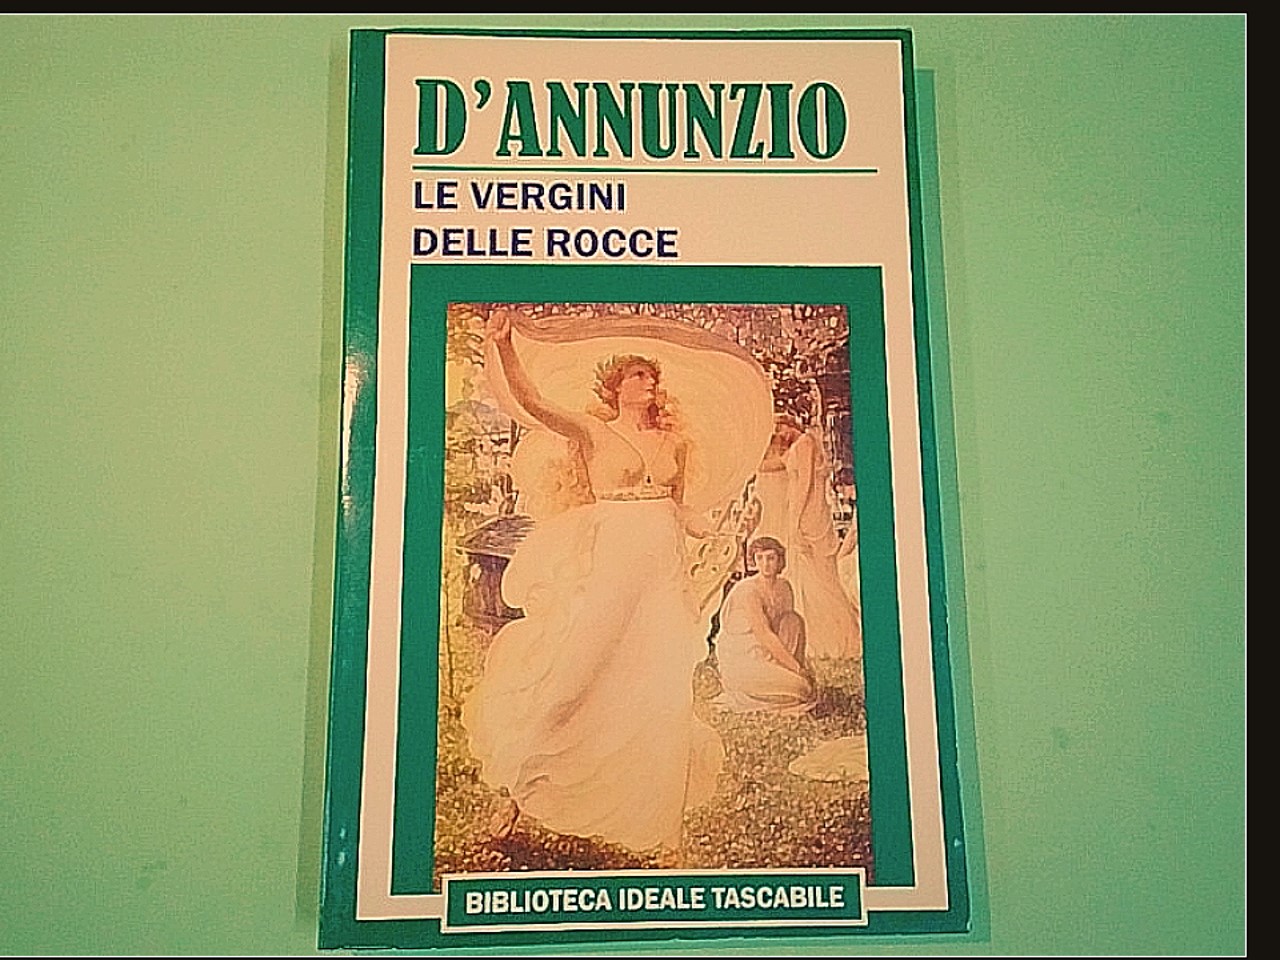 D'ANNUNZIO
LE VERGINI
DELLE ROCCE
BIBLIOTECA IDEALE TASCABILE